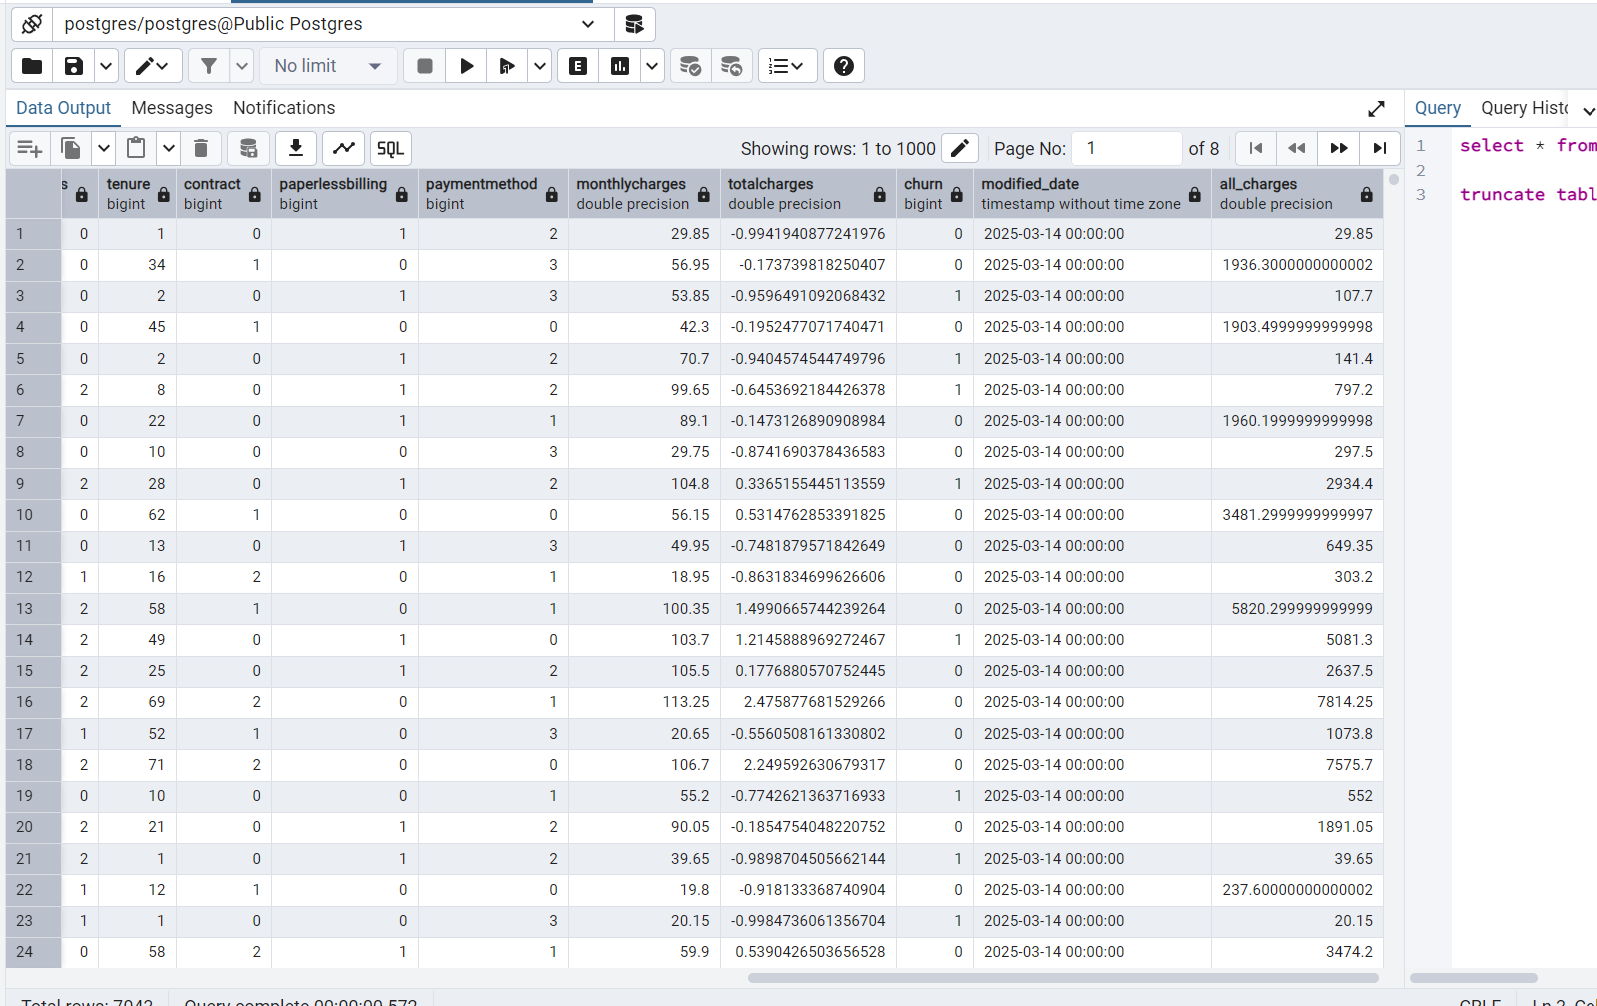 postgres/postgres@Public Postgres
No limit
E
Data Output Messages Notifications
Query
SQL
Showing rows: 1 to 1000 Page No: 1 of 8
s tenure contract paperlessbilling paymentmethod monthlycharges totalcharges churn modified_date all_charges
bigint bigint bigint bigint double precision double precision bigint timestamp without time zone double precision
1 0 1 0 1 2 29.85 -0.9941940877241976 0 2025-03-14 00:00:00 29.85
2 0 34 1 0 3 56.95 -0.173739818250407 0 2025-03-14 00:00:00 1936.3000000000002
3 0 2 0 1 3 53.85 -0.9596491092068432 1 2025-03-14 00:00:00 107.7
4 0 45 1 0 0 42.3 -0.1952477071740471 0 2025-03-14 00:00:00 1903.4999999999998
5 0 2 0 1 2 70.7 -0.9404574544749796 1 2025-03-14 00:00:00 141.4
6 2 8 0 1 2 99.65 -0.6453692184426378 1 2025-03-14 00:00:00 797.2
7 0 22 0 1 1 89.1 -0.1473126890908984 0 2025-03-14 00:00:00 1960.1999999999998
8 0 10 0 0 3 29.75 -0.8741690378436583 0 2025-03-14 00:00:00 297.5
9 2 28 0 1 2 104.8 0.3365155445113559 1 2025-03-14 00:00:00 2934.4
10 0 62 1 0 0 56.15 0.5314762853391825 0 2025-03-14 00:00:00 3481.2999999999997
11 0 13 0 1 3 49.95 -0.7481879571842649 0 2025-03-14 00:00:00 649.35
12 1 16 2 0 1 18.95 -0.8631834699626606 0 2025-03-14 00:00:00 303.2
13 2 58 1 0 1 100.35 1.4990665744239264 0 2025-03-14 00:00:00 5820.299999999999
14 2 49 0 1 0 103.7 1.2145888969272467 1 2025-03-14 00:00:00 5081.3
15 2 25 0 1 2 105.5 0.1776880570752445 0 2025-03-14 00:00:00 2637.5
16 2 69 2 0 1 113.25 2.475877681529266 0 2025-03-14 00:00:00 7814.25
17 1 52 1 0 3 20.65 -0.5560508161330802 0 2025-03-14 00:00:00 1073.8
18 2 71 2 0 0 106.7 2.249592630679317 0 2025-03-14 00:00:00 7575.7
19 0 10 0 0 1 55.2 -0.7742621363716933 1 2025-03-14 00:00:00 552
20 2 21 0 1 2 90.05 -0.1854754048220752 0 2025-03-14 00:00:00 1891.05
21 2 1 0 1 2 39.65 -0.9898704505662144 1 2025-03-14 00:00:00 39.65
22 1 12 1 0 0 19.8 -0.918133368740904 0 2025-03-14 00:00:00 237.60000000000002
23 1 1 0 0 3 20.15 -0.9984736061356704 1 2025-03-14 00:00:00 20.15
24 0 58 2 1 1 59.9 0.5390426503656528 0 2025-03-14 00:00:00 3474.2
Total rows: 7043 Query complete 00:00:00.572
CRLF Ln 2,
1 select * from
2
3 truncate